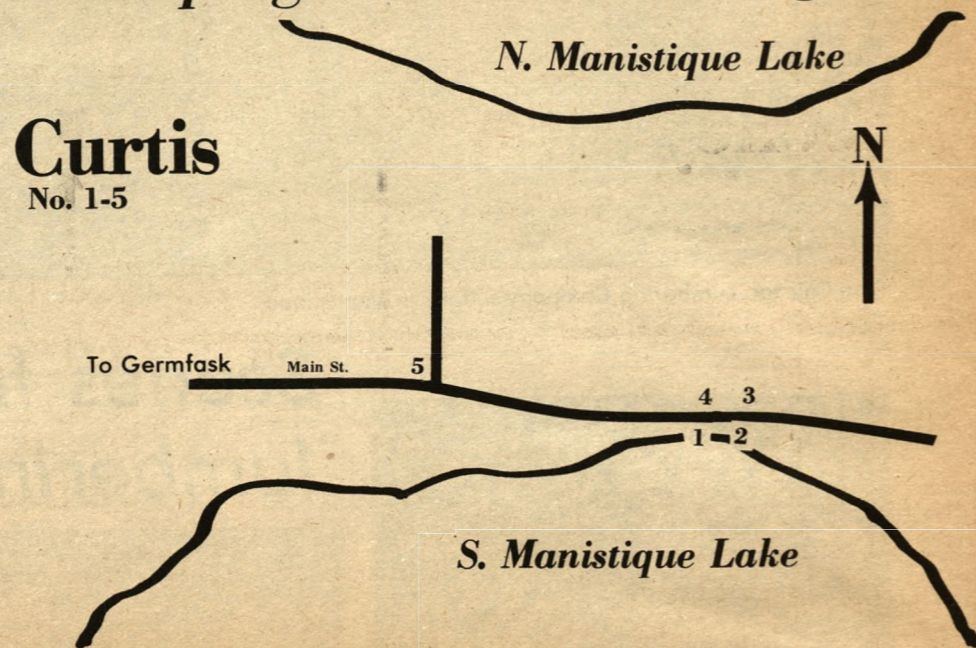 N. Manistique Lake
Curtis
No. 1-5
N
To Germfask
Main St.
5
4
3
1
2
S. Manistique Lake